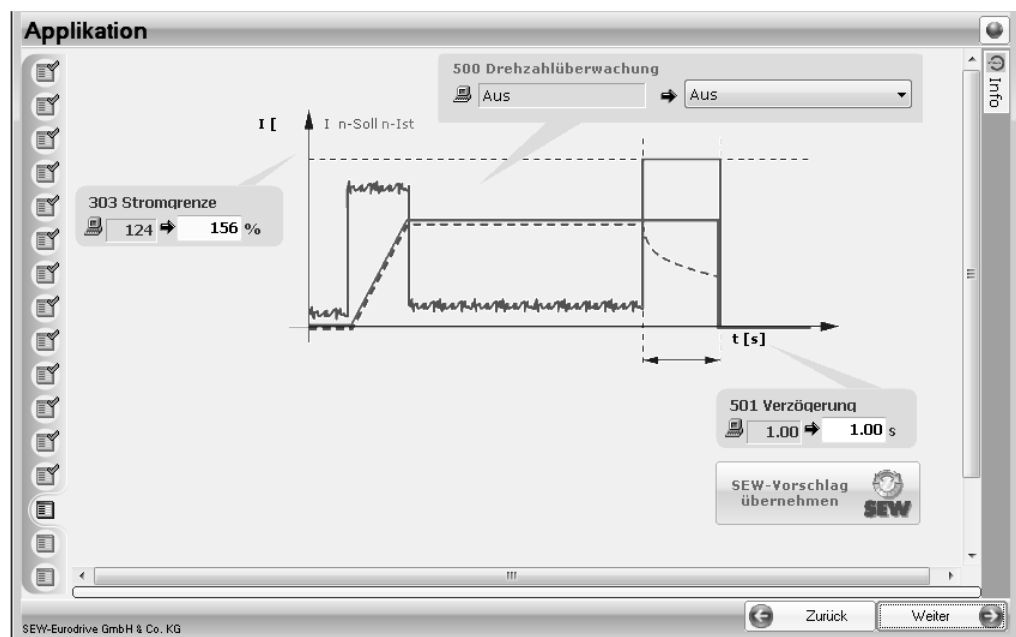 Applikation
Info
500 Drehzahlüberwachung
Aus
Aus
I [
I n-Soll n-Ist
303 Stromgrenze
124
156 %
t [s]
501 Verzögerung
1.00
1.00 s
SEW-Vorschlag
übernehmen
SEW
SEW-Eurodrive GmbH & Co. KG
Zurück
Weiter